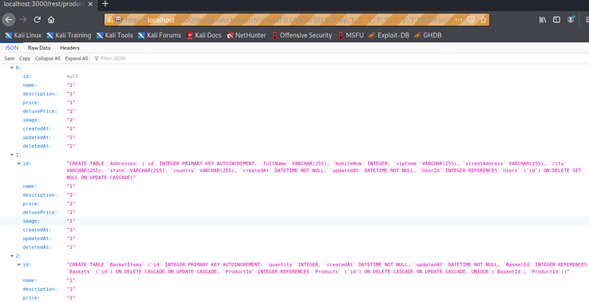 localhost:3000/rest/produc
localhost
Kali Linux Kali Training Kali Tools Kali Forums Kali Docs NetHunter Offensive Security MSFU Exploit-DB GHDB
JSON Raw Data Headers
Save Copy Collapse All Expand All Filter JSON
0:
id: null
name: "1"
description: "1"
price: "1"
deluxePrice: "1"
image: "1"
createdAt: "1"
updatedAt: "1"
deletedAt: "1"
1:
id: "CREATE TABLE `Addresses` (`id` INTEGER PRIMARY KEY AUTOINCREMENT, `fullName` VARCHAR(255), `mobileNum` INTEGER, `zipCode` VARCHAR(255), `streetAddress` VARCHAR(255), `city`
VARCHAR(255), `state` VARCHAR(255), `country` VARCHAR(255), `createdAt` DATETIME NOT NULL, `updatedAt` DATETIME NOT NULL, `UserId` INTEGER REFERENCES `Users` (`id`) ON DELETE SET
NULL ON UPDATE CASCADE)"
name: "1"
description: "1"
price: "1"
deluxePrice: "1"
image: "1"
createdAt: "1"
updatedAt: "1"
deletedAt: "1"
2:
id: "CREATE TABLE `BasketItems` (`id` INTEGER PRIMARY KEY AUTOINCREMENT, `quantity` INTEGER, `createdAt` DATETIME NOT NULL, `updatedAt` DATETIME NOT NULL, `BasketId` INTEGER REFERENCES
`Baskets` (`id`) ON DELETE CASCADE ON UPDATE CASCADE, `ProductId` INTEGER REFERENCES `Products` (`id`) ON DELETE CASCADE ON UPDATE CASCADE, UNIQUE (`BasketId`, `ProductId`))"
name: "1"
description: "1"
price: "1"